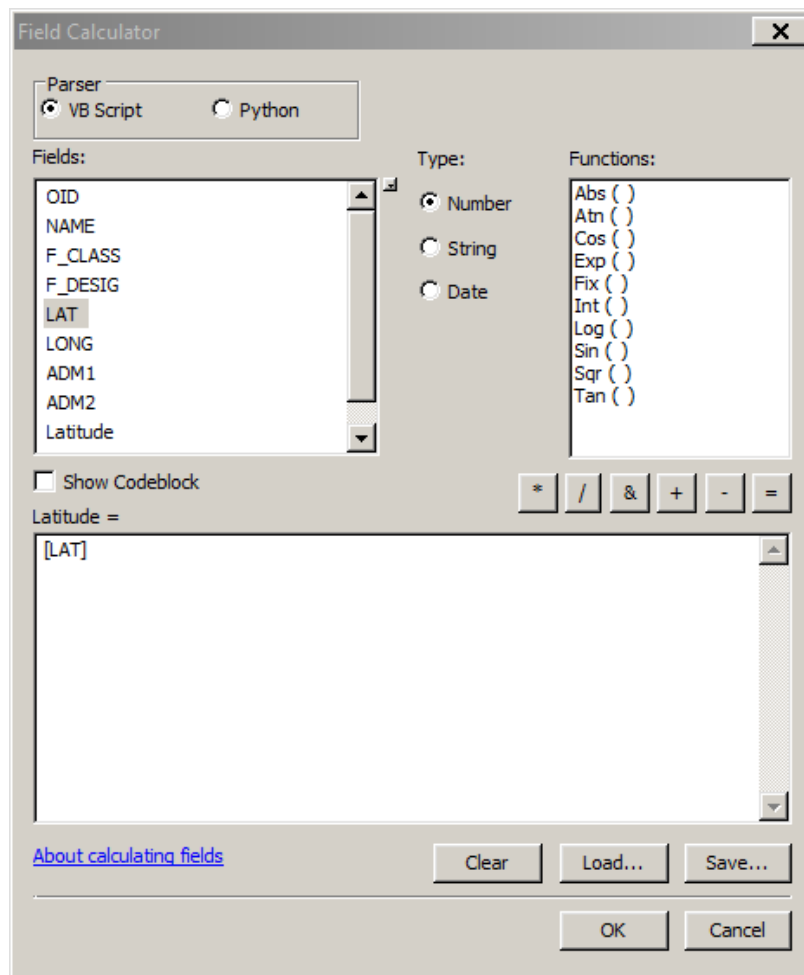 Field Calculator
Parser
VB Script Python
Fields: Type: Functions:
OID
NAME
F_CLASS
F_DESIG
LAT
LONG
ADM1
ADM2
Latitude
Number
String
Date
Abs ( )
Atn ( )
Cos ( )
Exp ( )
Fix ( )
Int ( )
Log ( )
Sin ( )
Sqr ( )
Tan ( )
Show Codeblock
* / & + - =
Latitude =
[LAT]
About calculating fields
Clear Load... Save...
OK Cancel